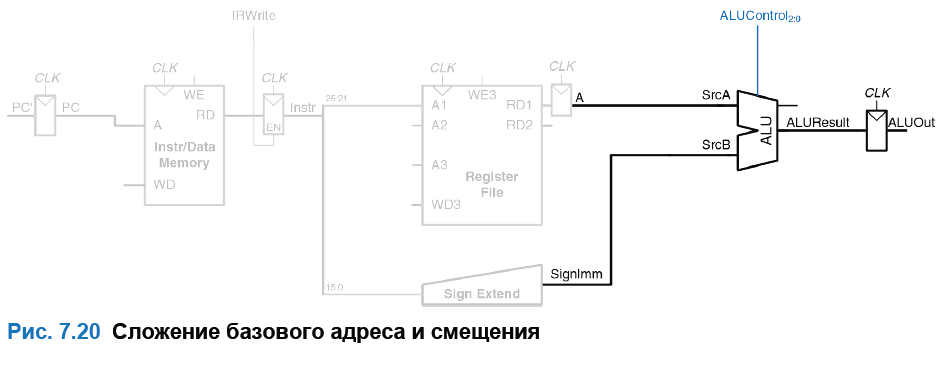 IRWrite
ALUControl2:0
CLK
CLK
CLK
CLK
CLK
CLK
PC'
PC
WE
RD
A
Instr/Data
Memory
WD
EN
Instr
25:21
A1
A2
A3
WD3
WE3
RD1
RD2
Register
File
A
SrcA
SrcB
ALU
ALUResult
ALUOut
15:0
Sign Extend
SignImm
Рис. 7.20 Сложение базового адреса и смещения